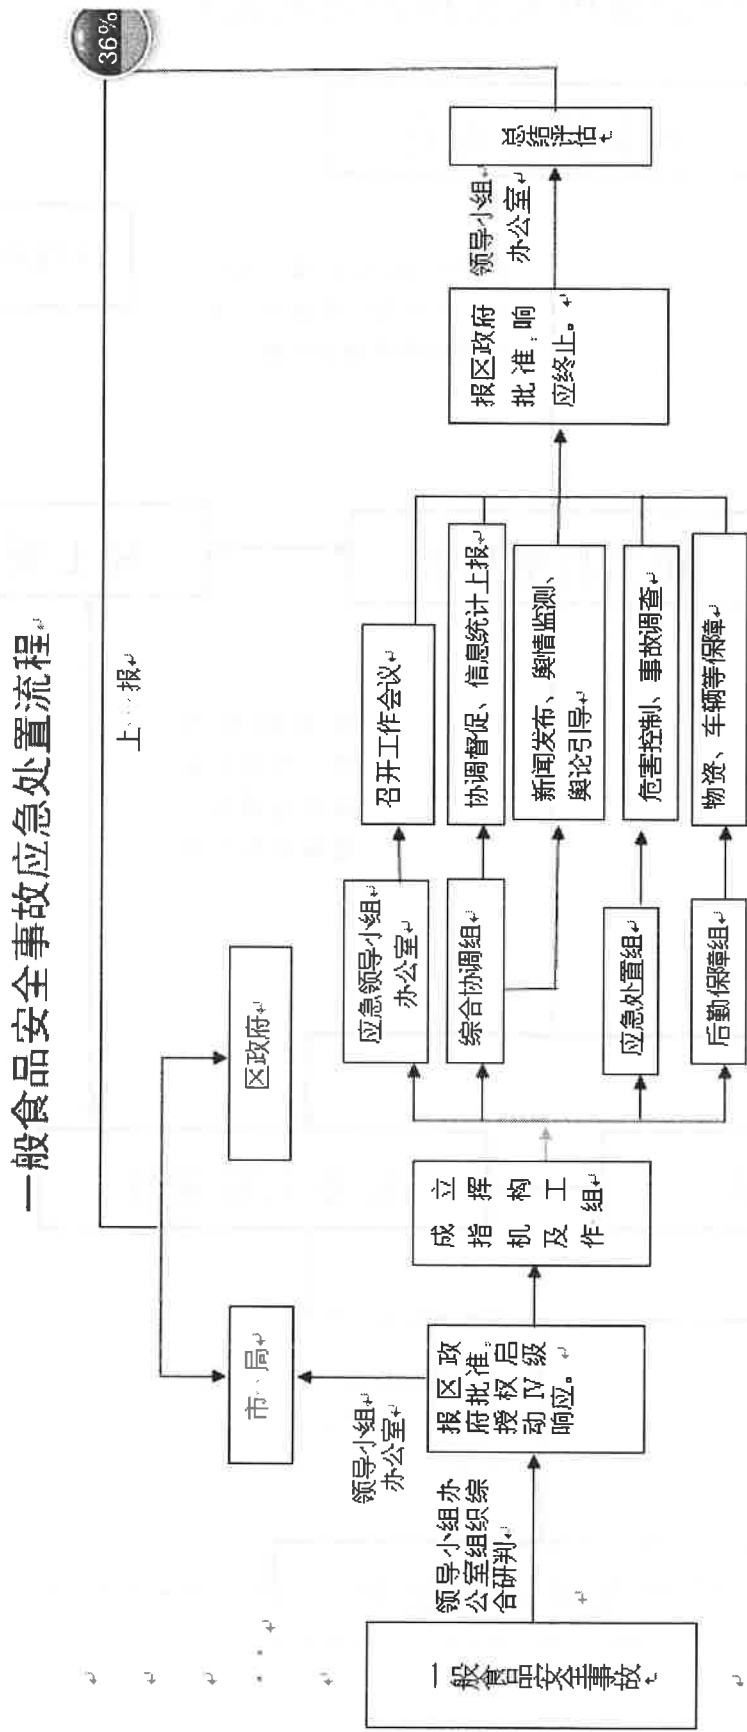 一般食品安全事故应急处置流程
36%
上 报
市 局
区政府
一般食品安全事故
领导小组办
公室组织综
合研判
领导小组
办公室
报区政
府批准,
授权启
动IV级
响应。
成立
指挥
机构
及工
作组
应急领导小组
办公室
综合协调组
应急处置组
后勤保障组
召开工作会议
协调督促、信息统计上报
新闻发布、舆情监测、
舆论引导
危害控制、事故调查
物资、车辆等保障
报区政府
批准,响
应终止。
领导小组
办公室
总结评估